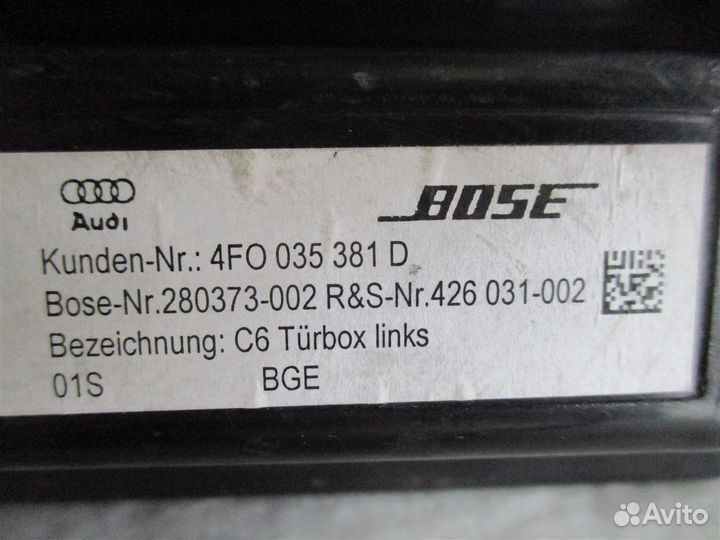 Audi
BOSE
Kunden-Nr.: 4FO 035 381 D
Bose-Nr.280373-002 R&S-Nr.426 031-002
Bezeichnung: C6 Türbox links
01S BGE
Avito